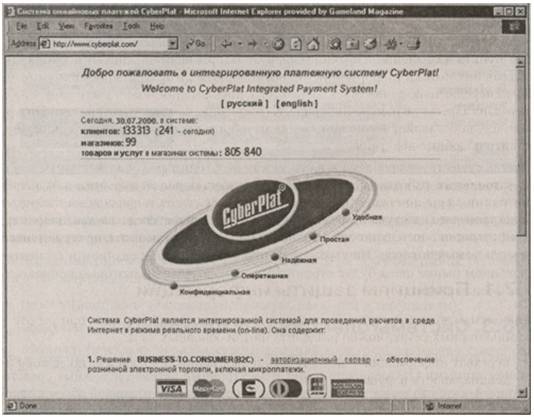 Система онлайновых платежей CyberPlat - Microsoft Internet Explorer provided by Gameland Magazine
File Edit View Favorites Tools Help
Address http://www.cyberplat.com/ Go
Добро пожаловать в интегрированную платежную систему CyberPlat!
Welcome to CyberPlat Integrated Payment System!
[ русский ] [ english ]
Сегодня, 30.07.2000, в системе:
клиентов: 133313 (241 - сегодня)
магазинов: 99
товаров и услуг в магазинах системы: 805 840
CyberPlat®
Удобная
Простая
Надежная
Оперативная
Конфиденциальная
Система CyberPlat является интегрированной системой для проведения расчетов в среде
Интернет в режиме реального времени (on-line). Она содержит:
1. Решение BUSINESS-TO-CONSUMER(B2C) - авторизационный сервер - обеспечение
розничной электронной торговли, включая микроплатежи.
VISA MasterCard
Done Internet